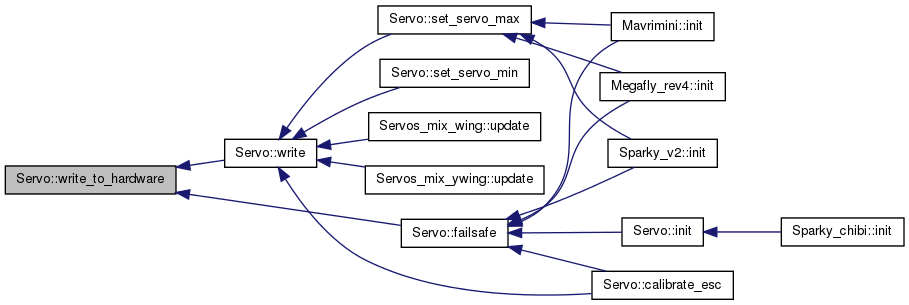 Servo::set_servo_max
Mavrimini::init
Servo::set_servo_min
Megafly_rev4::init
Servos_mix_wing::update
Servo::write
Sparky_v2::init
Servo::write_to_hardware
Servos_mix_ywing::update
Servo::failsafe
Servo::init
Sparky_chibi::init
Servo::calibrate_esc